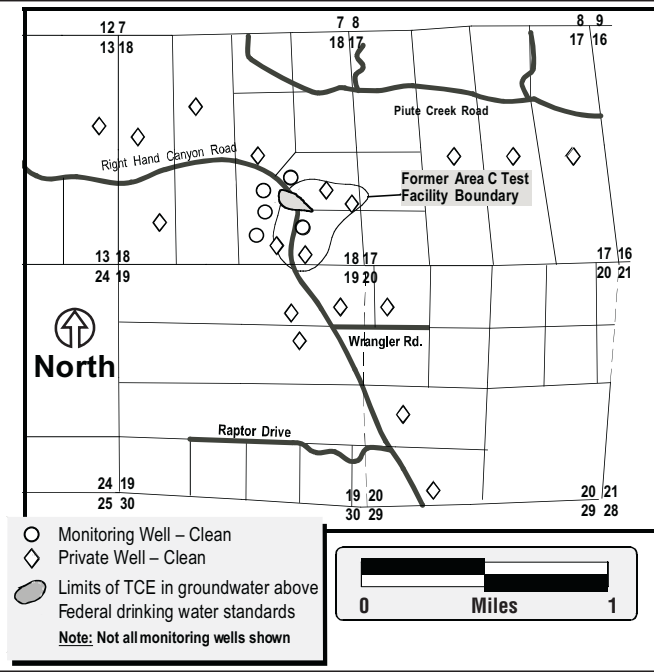 12 7
7 8
8 9
13 18
18 17
17 16
Piute Creek Road
Right Hand Canyon Road
Former Area C Test
Facility Boundary
13 18
18 17
17 16
24 19
19 20
20 21
North
Wrangler Rd.
Raptor Drive
24 19
19 20
20 21
25 30
30 29
29 28
Monitoring Well – Clean
Private Well – Clean
Limits of TCE in groundwater above
Federal drinking water standards
Note: Not all monitoring wells shown
0 Miles 1